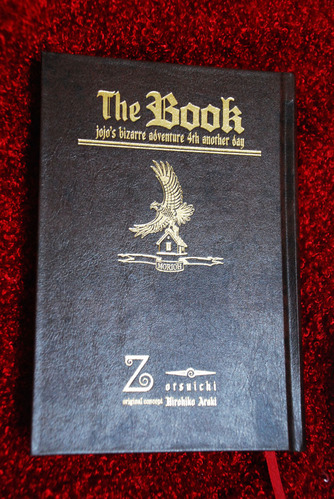 The Book
jojo's bizarre adventure 4th another day
MORIOH
Z otsuichi
original concept Hirohiko Araki